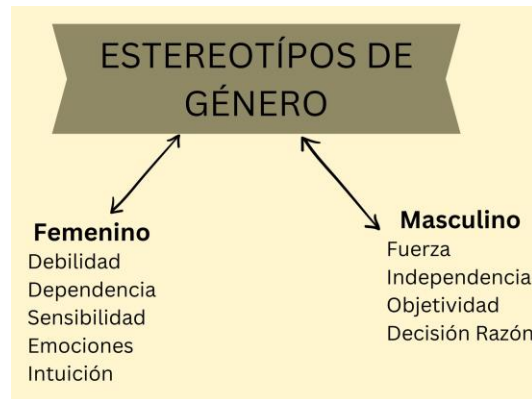 ESTEREOTÍPOS DE
GÉNERO
Femenino
Debilidad
Dependencia
Sensibilidad
Emociones
Intuición
Masculino
Fuerza
Independencia
Objetividad
Decisión Razón